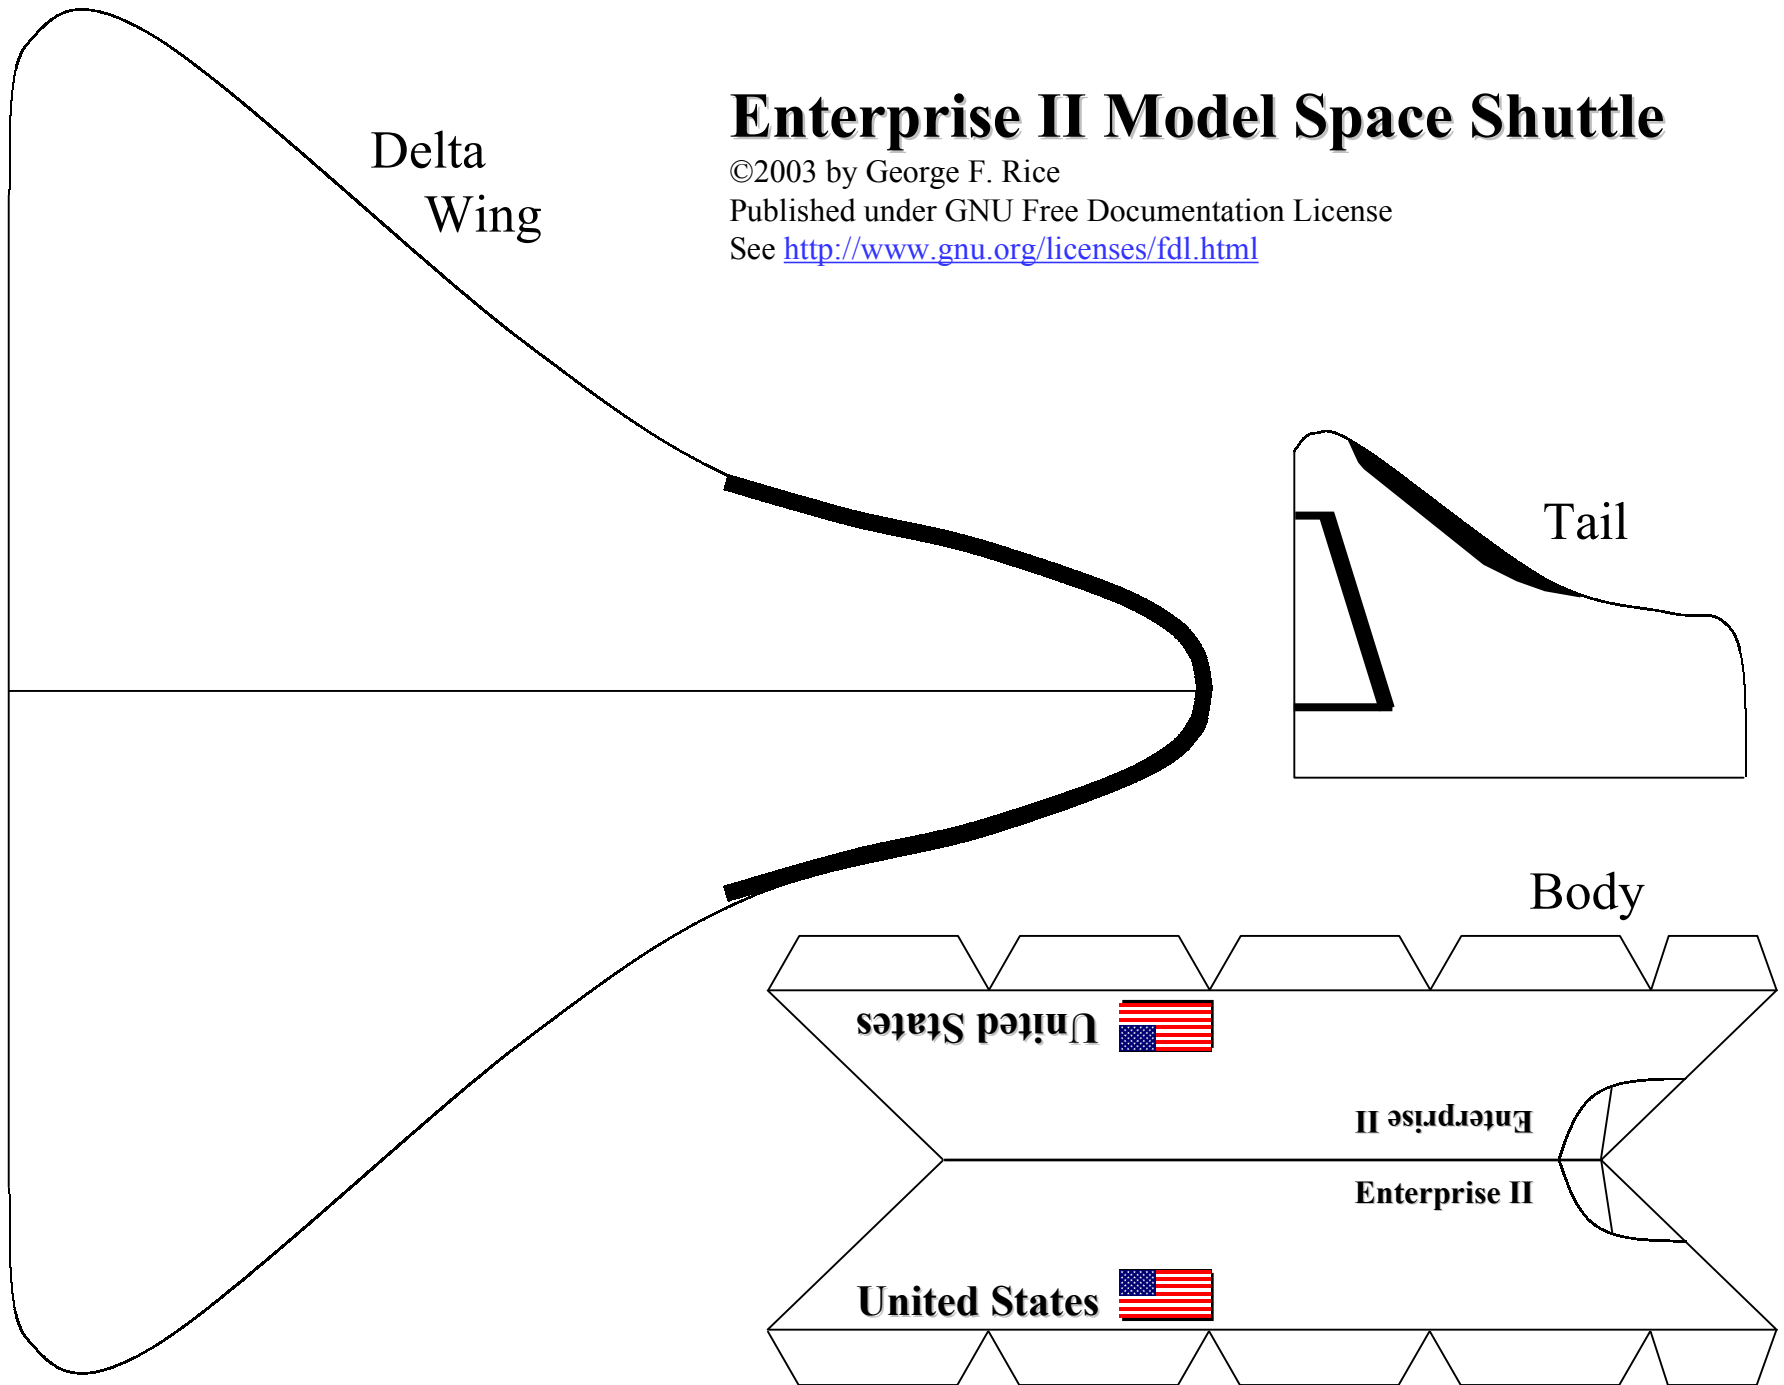 Enterprise II Model Space Shuttle
©2003 by George F. Rice
Published under GNU Free Documentation License
See http://www.gnu.org/licenses/fdl.html
Delta
Wing
Tail
Body
United States
Enterprise II
Enterprise II
United States